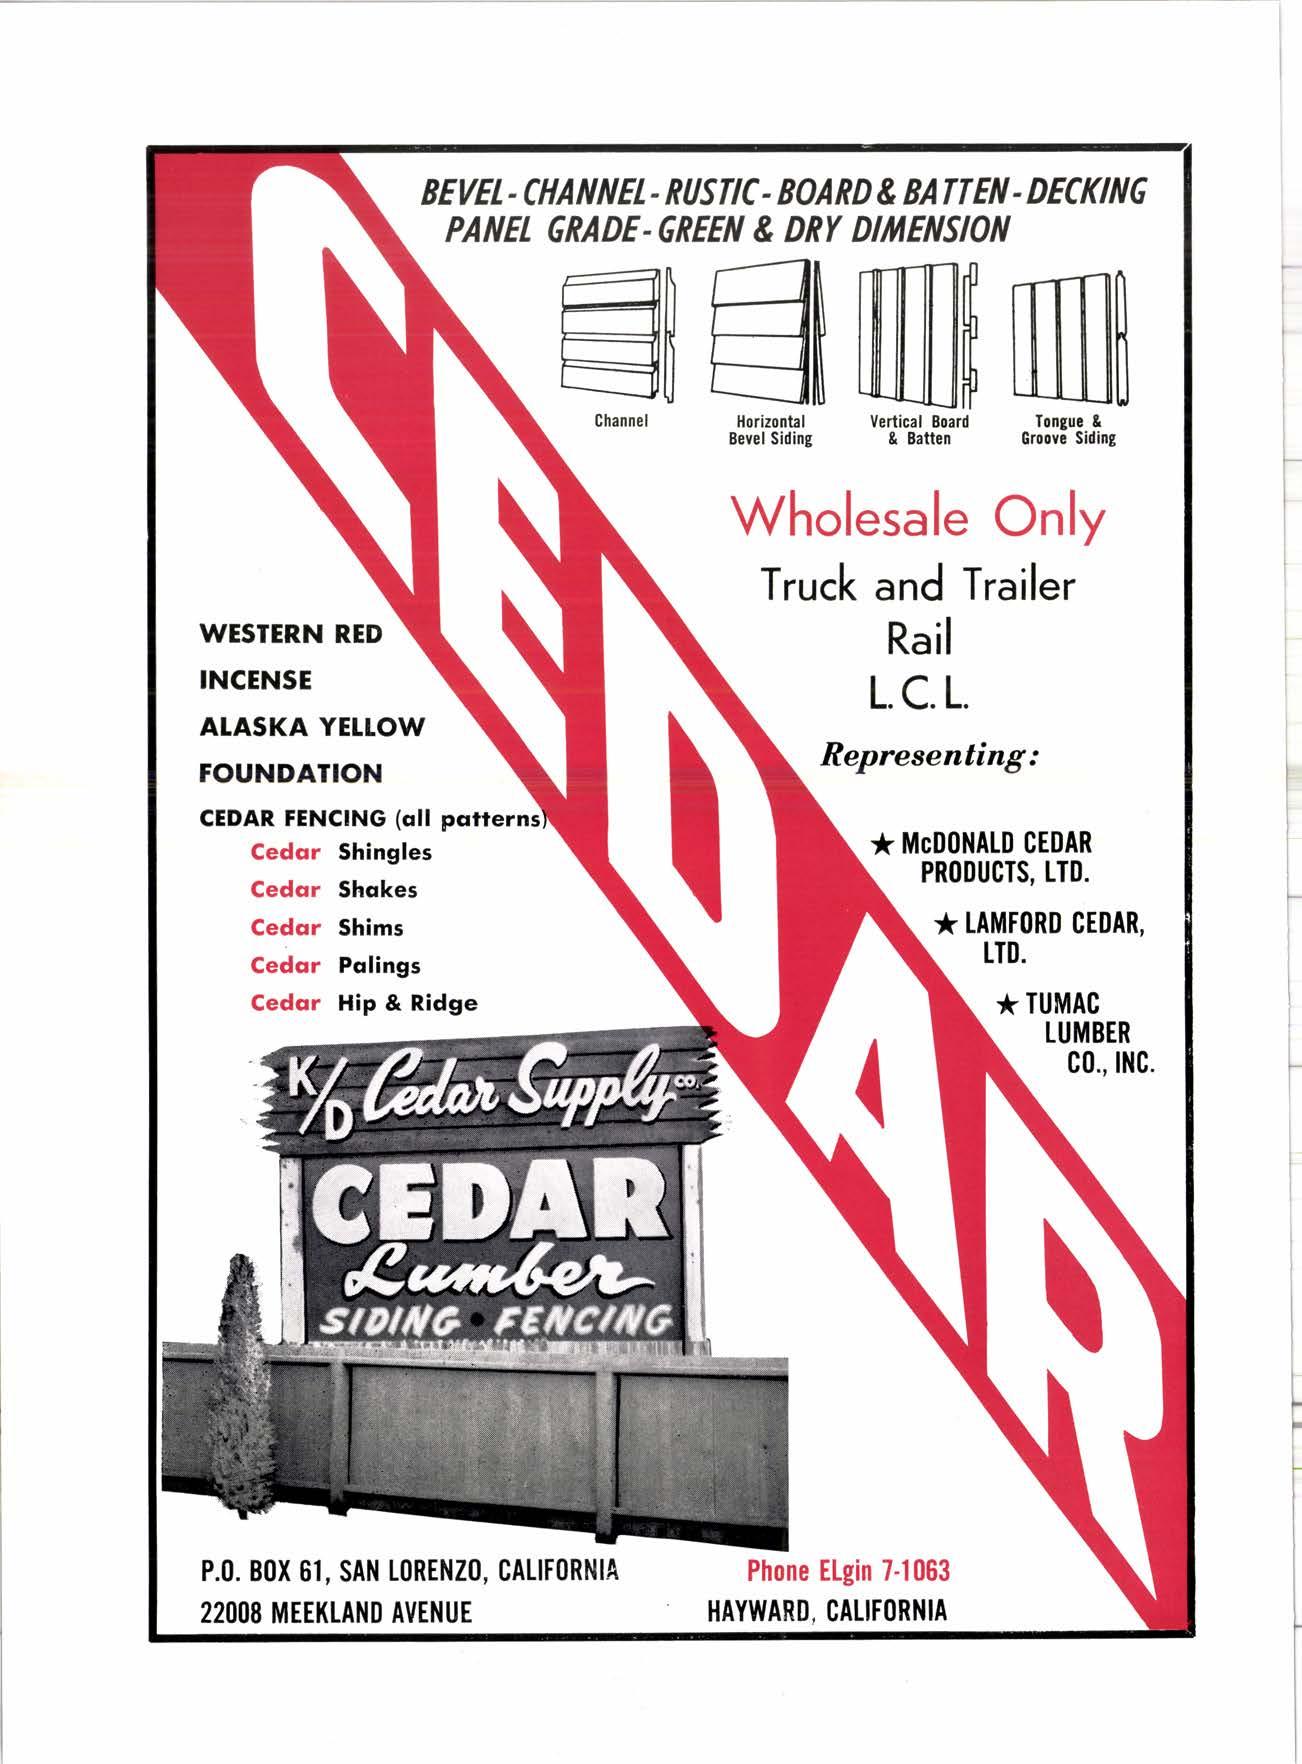 CEDAR
BEVEL - CHANNEL - RUSTIC - BOARD & BATTEN - DECKING
PANEL GRADE - GREEN & DRY DIMENSION
Channel
Horizontal
Bevel Siding
Vertical Board
& Batten
Tongue &
Groove Siding
Wholesale Only
Truck and Trailer
Rail
L. C. L.
Representing:
★ McDONALD CEDAR
PRODUCTS, LTD.
★ LAMFORD CEDAR,
LTD.
★ TUMAC
LUMBER
CO., INC.
WESTERN RED
INCENSE
ALASKA YELLOW
FOUNDATION
CEDAR FENCING (all patterns)
Cedar Shingles
Cedar Shakes
Cedar Shims
Cedar Palings
Cedar Hip & Ridge
K/D Cedar Supply Co.
CEDAR
Lumber
SIDING • FENCING
P.O. BOX 61, SAN LORENZO, CALIFORNIA
22008 MEEKLAND AVENUE
Phone ELgin 7-1063
HAYWARD, CALIFORNIA